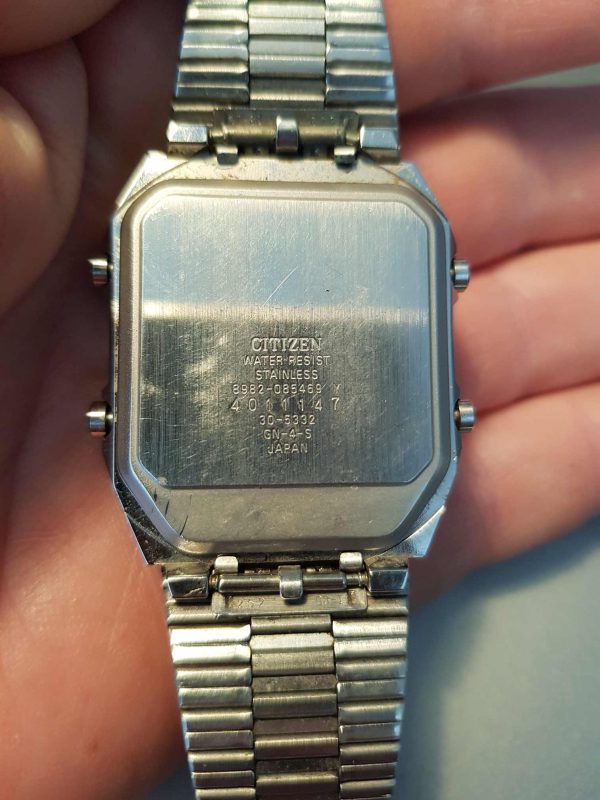 CITIZEN
WATER RESIST
STAINLESS
8982-085469 Y
4011147
30-5332
GN-4-S
JAPAN